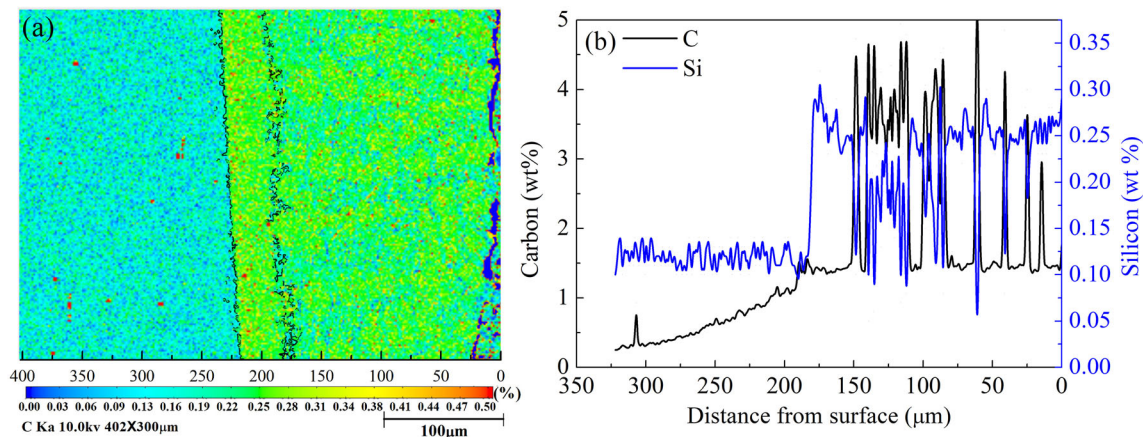 (a)
400 350 300 250 200 150 100 50 0
(%)
0.00 0.03 0.06 0.09 0.13 0.16 0.19 0.22 0.25 0.28 0.31 0.34 0.38 0.41 0.44 0.47 0.50
C Ka 10.0kv 402X300μm
100μm
(b)
C
Si
5
4
3
2
1
0
Carbon (wt%)
0.35
0.30
0.25
0.20
0.15
0.10
0.05
0.00
Silicon (wt %)
350 300 250 200 150 100 50 0
Distance from surface (μm)